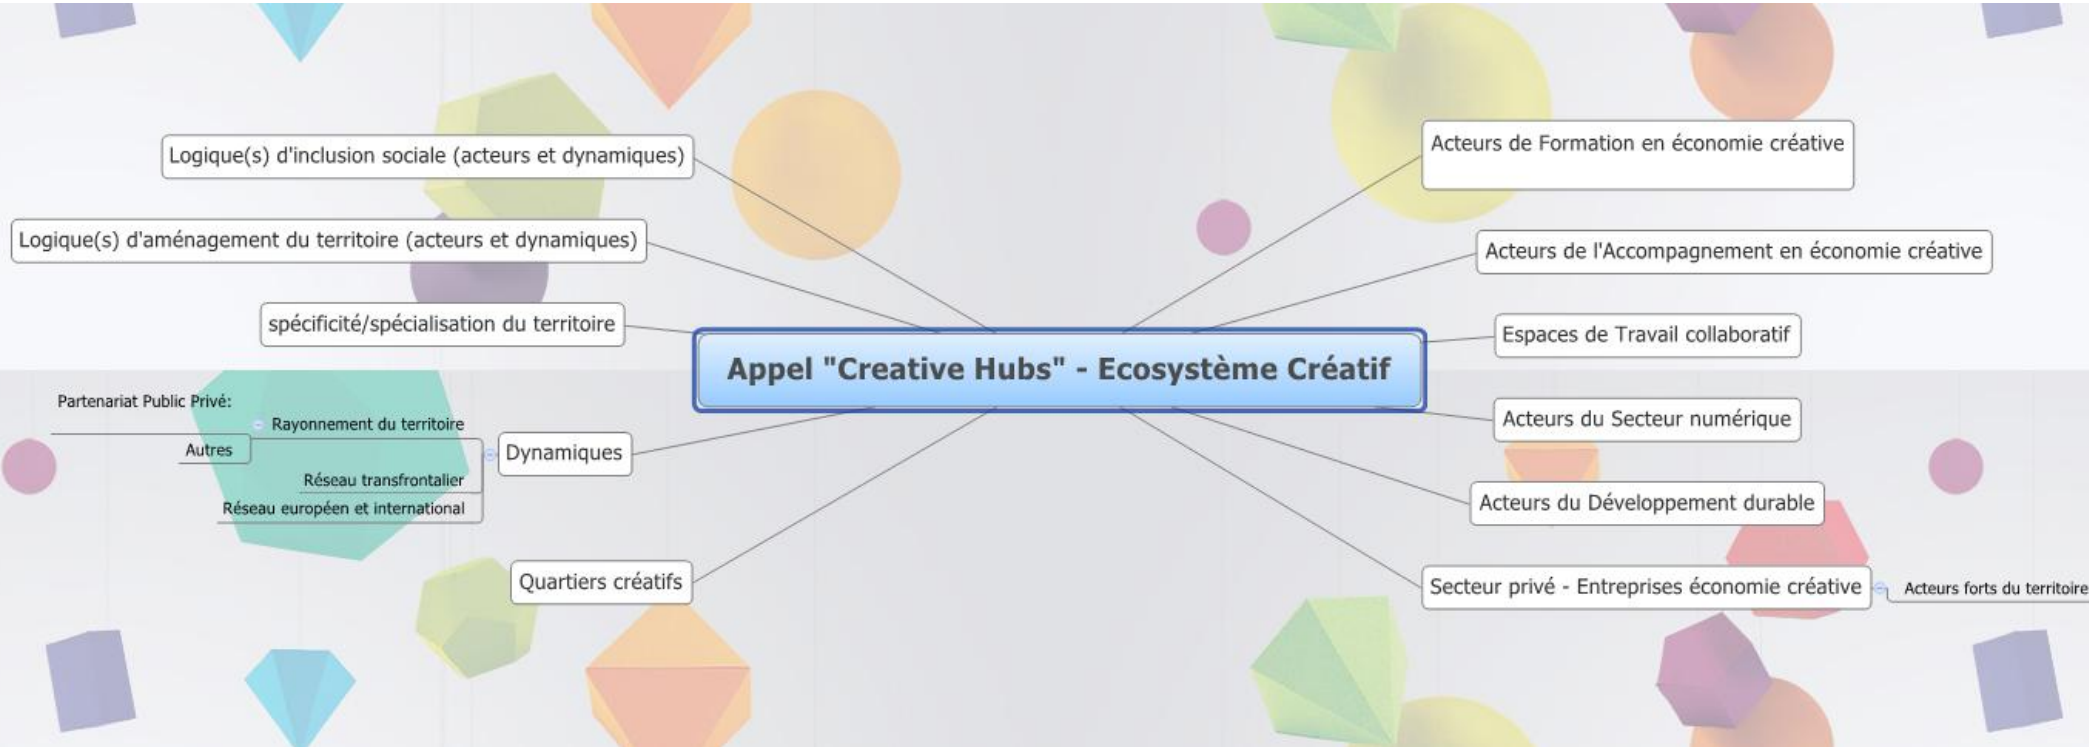 Appel "Creative Hubs" - Ecosystème Créatif
Acteurs de Formation en économie créative
Acteurs de l'Accompagnement en économie créative
Espaces de Travail collaboratif
Acteurs du Secteur numérique
Acteurs du Développement durable
Secteur privé - Entreprises économie créative
Acteurs forts du territoire
Logique(s) d'inclusion sociale (acteurs et dynamiques)
Logique(s) d'aménagement du territoire (acteurs et dynamiques)
spécificité/spécialisation du territoire
Dynamiques
Rayonnement du territoire
Partenariat Public Privé:
Autres
Réseau transfrontalier
Réseau européen et international
Quartiers créatifs